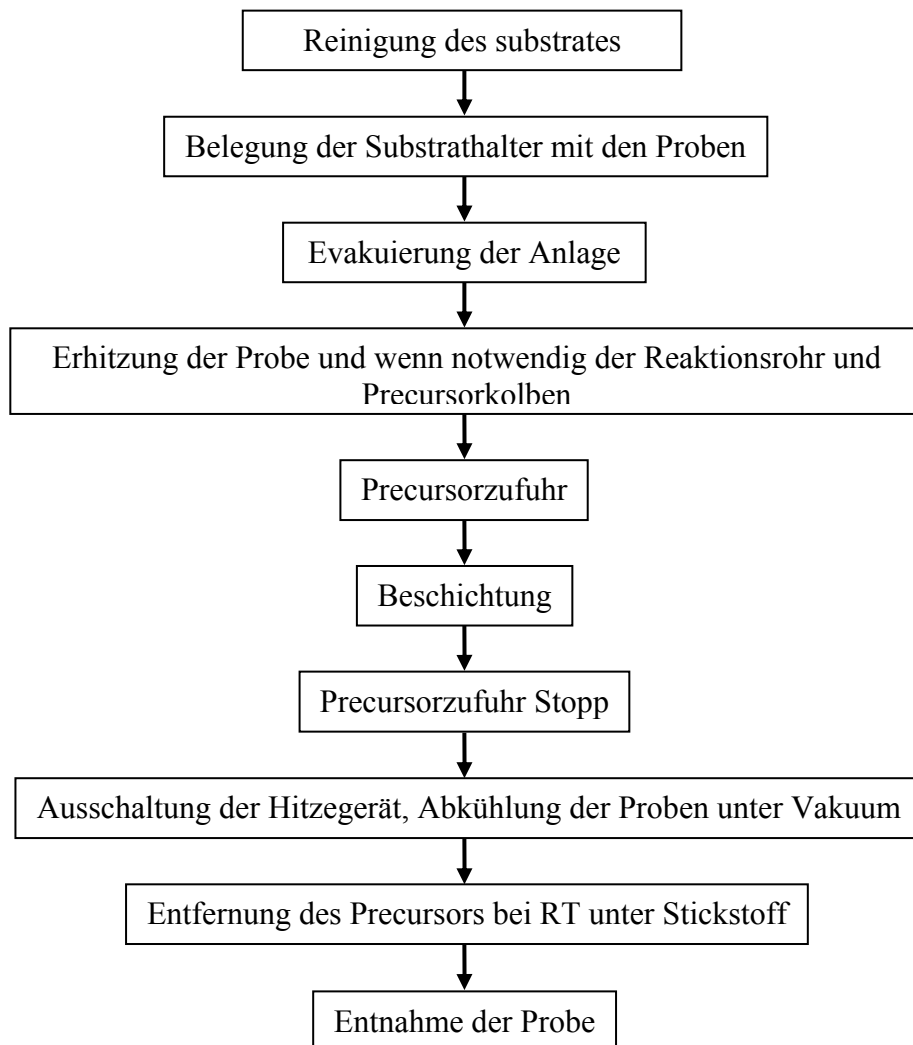 Reinigung des substrates
Belegung der Substrathalter mit den Proben
Evakuierung der Anlage
Erhitzung der Probe und wenn notwendig der Reaktionsrohr und
Precursorkolben
Precursorzufuhr
Beschichtung
Precursorzufuhr Stopp
Ausschaltung der Hitzegerät, Abkühlung der Proben unter Vakuum
Entfernung des Precursors bei RT unter Stickstoff
Entnahme der Probe